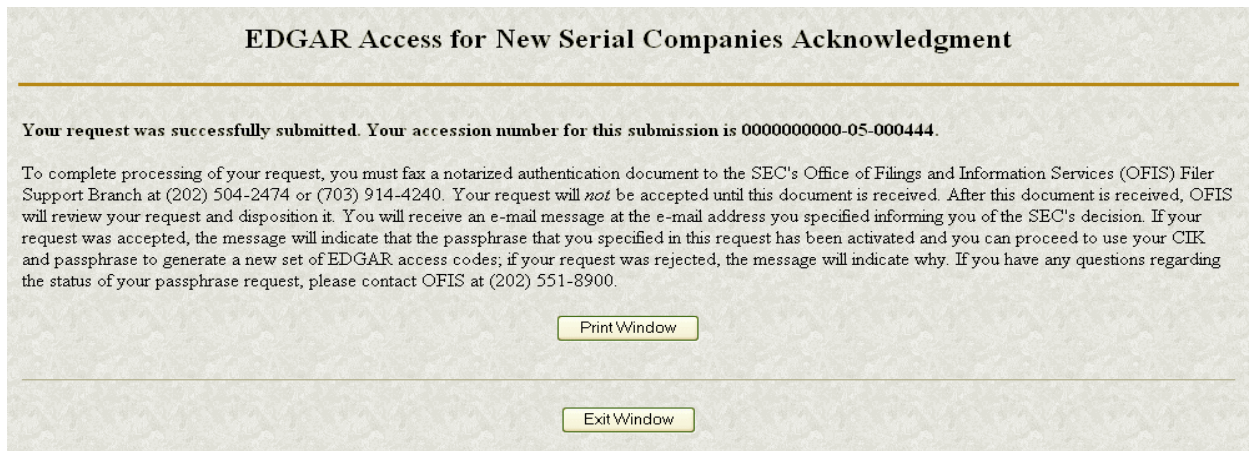 EDGAR Access for New Serial Companies Acknowledgment
Your request was successfully submitted. Your accession number for this submission is 0000000000-05-000444.
To complete processing of your request, you must fax a notarized authentication document to the SEC's Office of Filings and Information Services (OFIS) Filer
Support Branch at (202) 504-2474 or (703) 914-4240. Your request will not be accepted until this document is received. After this document is received, OFIS
will review your request and disposition it. You will receive an e-mail message at the e-mail address you specified informing you of the SEC's decision. If your
request was accepted, the message will indicate that the passphrase that you specified in this request has been activated and you can proceed to use your CIK
and passphrase to generate a new set of EDGAR access codes; if your request was rejected, the message will indicate why. If you have any questions regarding
the status of your passphrase request, please contact OFIS at (202) 551-8900.
Print Window
Exit Window